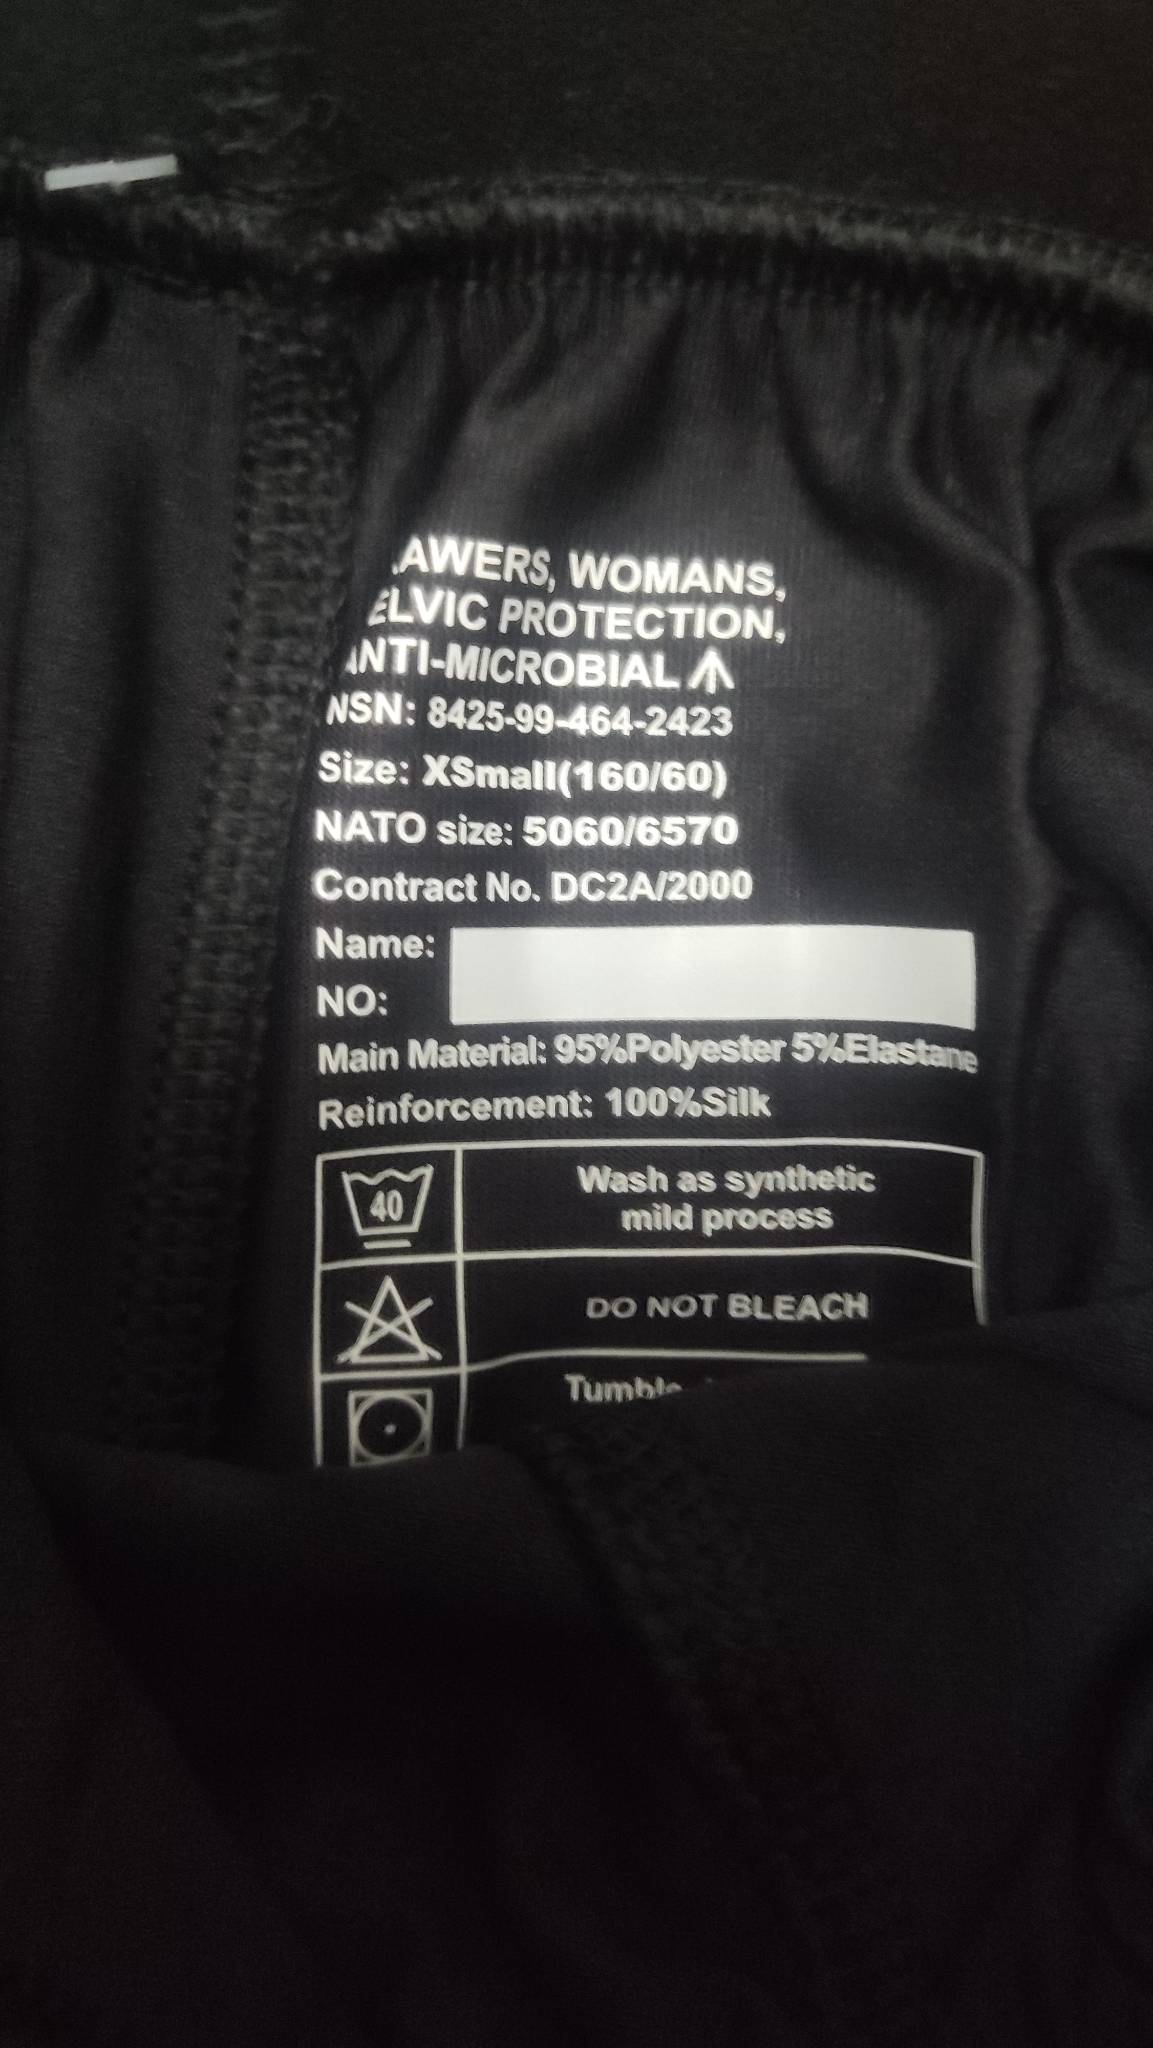 AWERS, WOMANS,
ELVIC PROTECTION,
ANTI-MICROBIAL
NSN: 8425-99-464-2423
Size: XSmall(160/60)
NATO size: 5060/6570
Contract No. DC2A/2000
Name:
NO:
Main Material: 95%Polyester 5%Elastane
Reinforcement: 100%Silk
40
Wash as synthetic
mild process
DO NOT BLEACH
Tumble